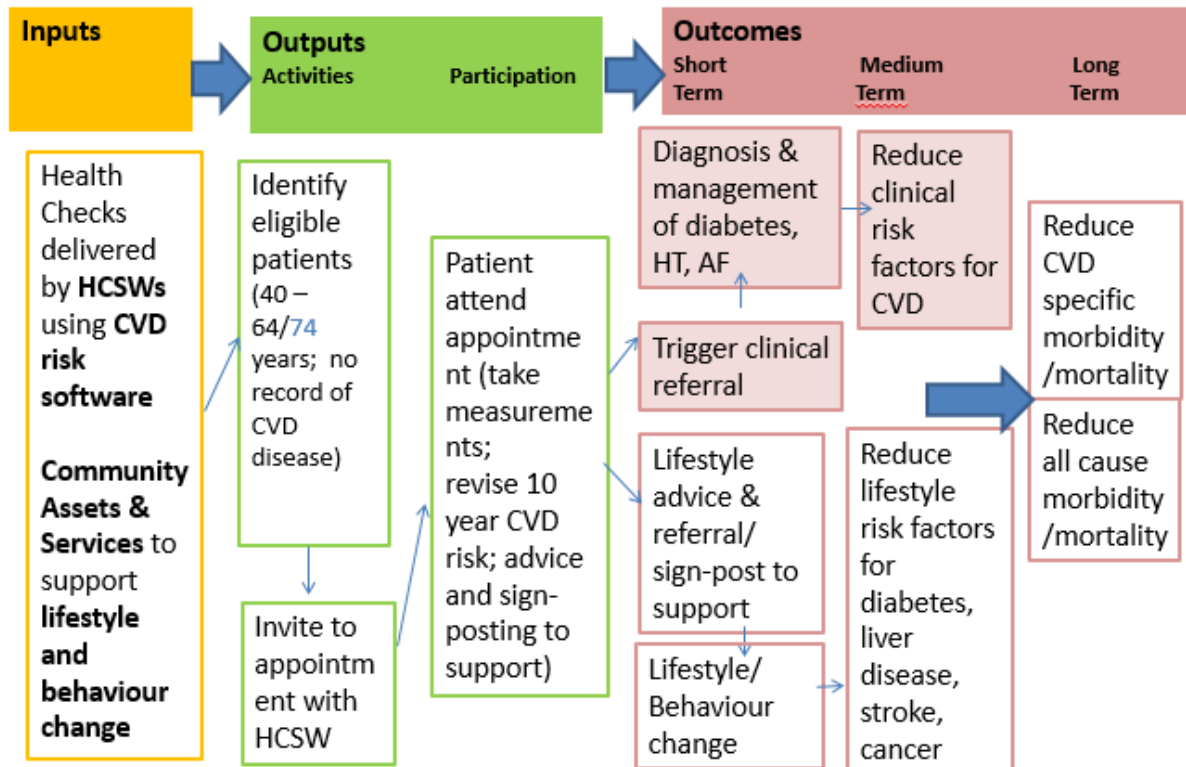 Inputs
Outputs
Activities
Participation
Outcomes
Short
Term
Medium
Term
Long
Term
Health
Checks
delivered
by HCSWs
using CVD
risk
software
Community
Assets &
Services to
support
lifestyle
and
behaviour
change
Identify
eligible
patients
(40 –
64/74
years; no
record of
CVD
disease)
Invite to
appointm
ent with
HCSW
Patient
attend
appointme
nt (take
measureme
nts;
revise 10
year CVD
risk; advice
and sign-
posting to
support)
Diagnosis &
management
of diabetes,
HT, AF
Trigger clinical
referral
Lifestyle
advice &
referral/
sign-post to
support
Lifestyle/
Behaviour
change
Reduce
clinical
risk
factors for
CVD
Reduce
lifestyle
risk factors
for
diabetes,
liver
disease,
stroke,
cancer
Reduce
CVD
specific
morbidity
/mortality
Reduce
all cause
morbidity
/mortality